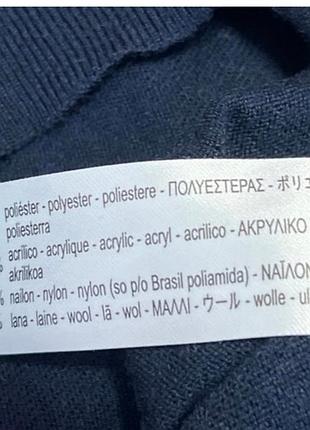 poliéster - polyester - poliestere - ΠΟΛΥΕΣΤΕΡΑΣ - ポリエ
poliesterra
% acrílico - acrylique - acrylic - acryl - acrilico - ΑΚΡΥΛΙΚΟ
akrilikoa
% nailon - nylon - nylon (so p/o Brasil poliamida) - ΝΑΪΛΟΝ
% lana - laine - wool - lã - wol - ΜΑΛΛΙ - ウール - wolle - ul